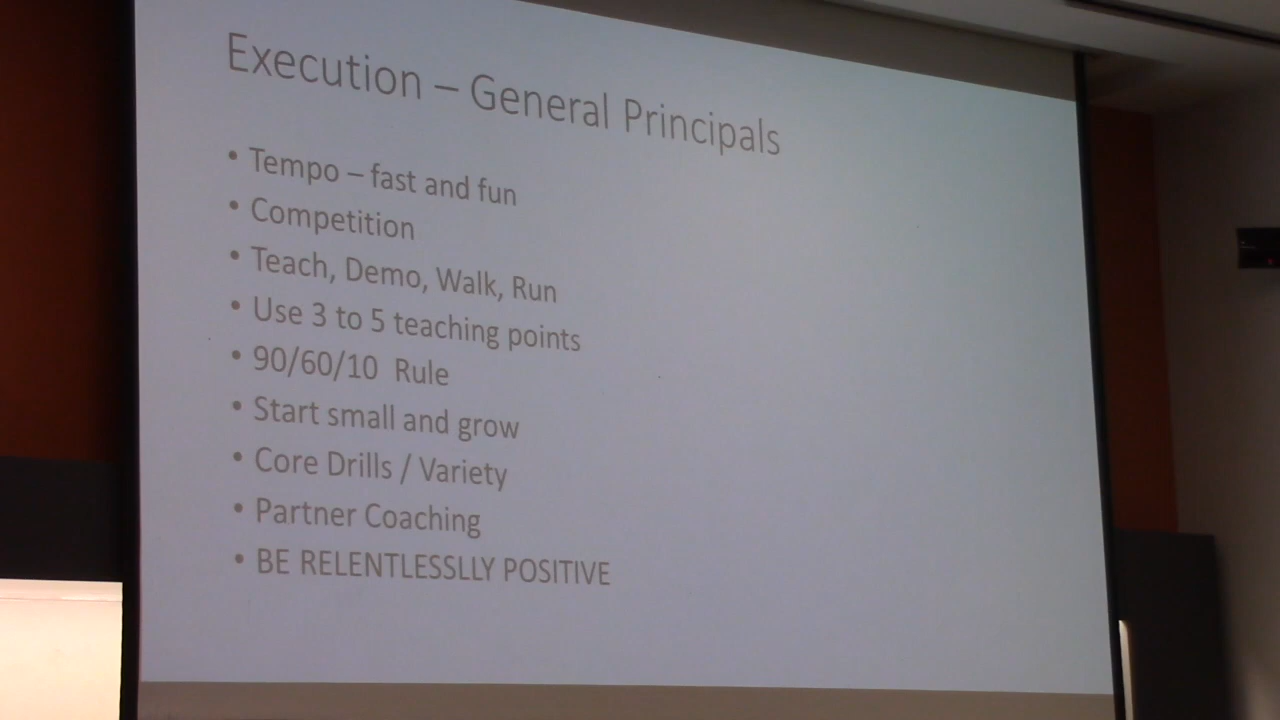 Execution – General Principals
• Tempo – fast and fun
• Competition
• Teach, Demo, Walk, Run
• Use 3 to 5 teaching points
• 90/60/10 Rule
• Start small and grow
• Core Drills / Variety
• Partner Coaching
• BE RELENTLESSLLY POSITIVE